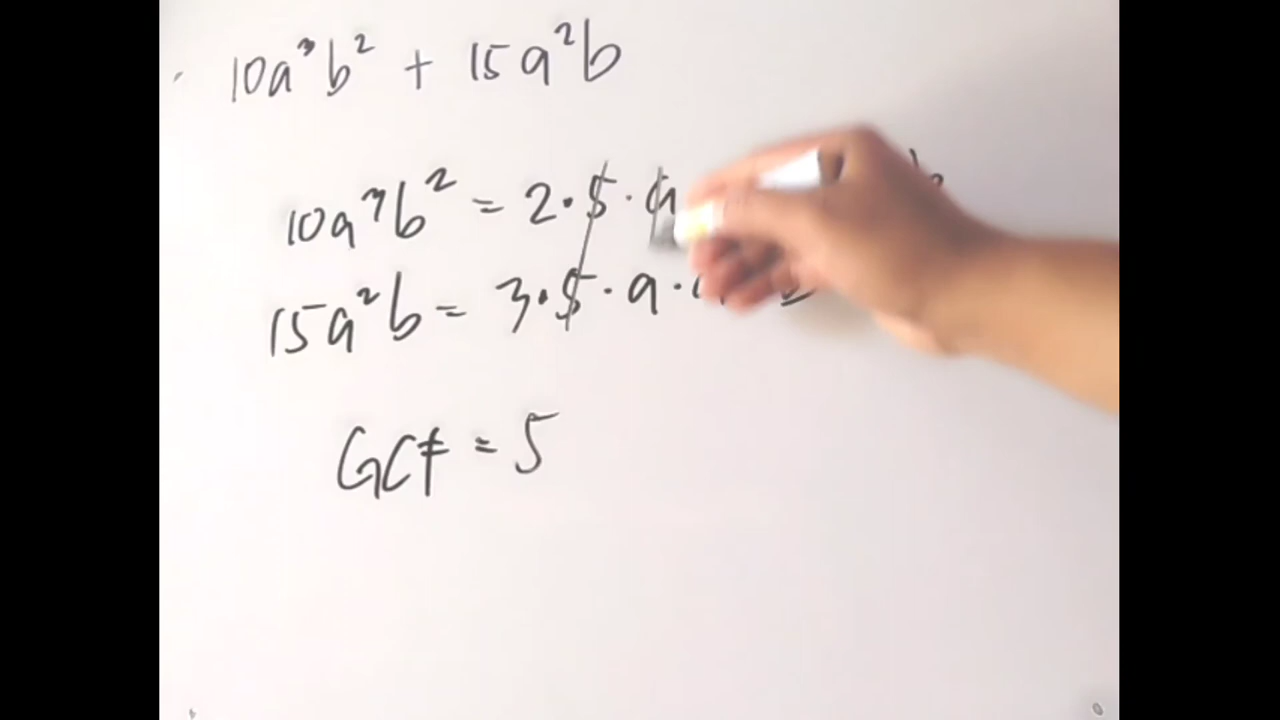 10a³b² + 15a²b
10a³b² = 2·5·a
15a²b = 3·5·a·
GCF = 5